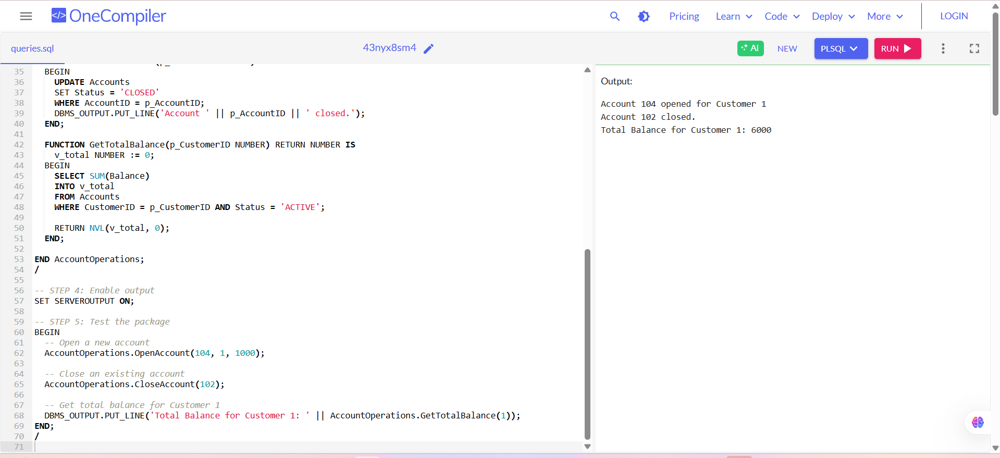 OneCompiler
Pricing
Learn
Code
Deploy
More
LOGIN
queries.sql
43nyx8sm4
AI
NEW
PLSQL
RUN
35 BEGIN
36 UPDATE Accounts
37 SET Status = 'CLOSED'
38 WHERE AccountID = p_AccountID;
39 DBMS_OUTPUT.PUT_LINE('Account ' || p_AccountID || ' closed.');
40 END;
41
42 FUNCTION GetTotalBalance(p_CustomerID NUMBER) RETURN NUMBER IS
43 v_total NUMBER := 0;
44 BEGIN
45 SELECT SUM(Balance)
46 INTO v_total
47 FROM Accounts
48 WHERE CustomerID = p_CustomerID AND Status = 'ACTIVE';
49
50 RETURN NVL(v_total, 0);
51 END;
52
53 END AccountOperations;
54 /
55
56 -- STEP 4: Enable output
57 SET SERVEROUTPUT ON;
58
59 -- STEP 5: Test the package
60 BEGIN
61 -- Open a new account
62 AccountOperations.OpenAccount(104, 1, 1000);
63
64 -- Close an existing account
65 AccountOperations.CloseAccount(102);
66
67 -- Get total balance for Customer 1
68 DBMS_OUTPUT.PUT_LINE('Total Balance for Customer 1: ' || AccountOperations.GetTotalBalance(1));
69 END;
70 /
71
Output:
Account 104 opened for Customer 1
Account 102 closed.
Total Balance for Customer 1: 6000